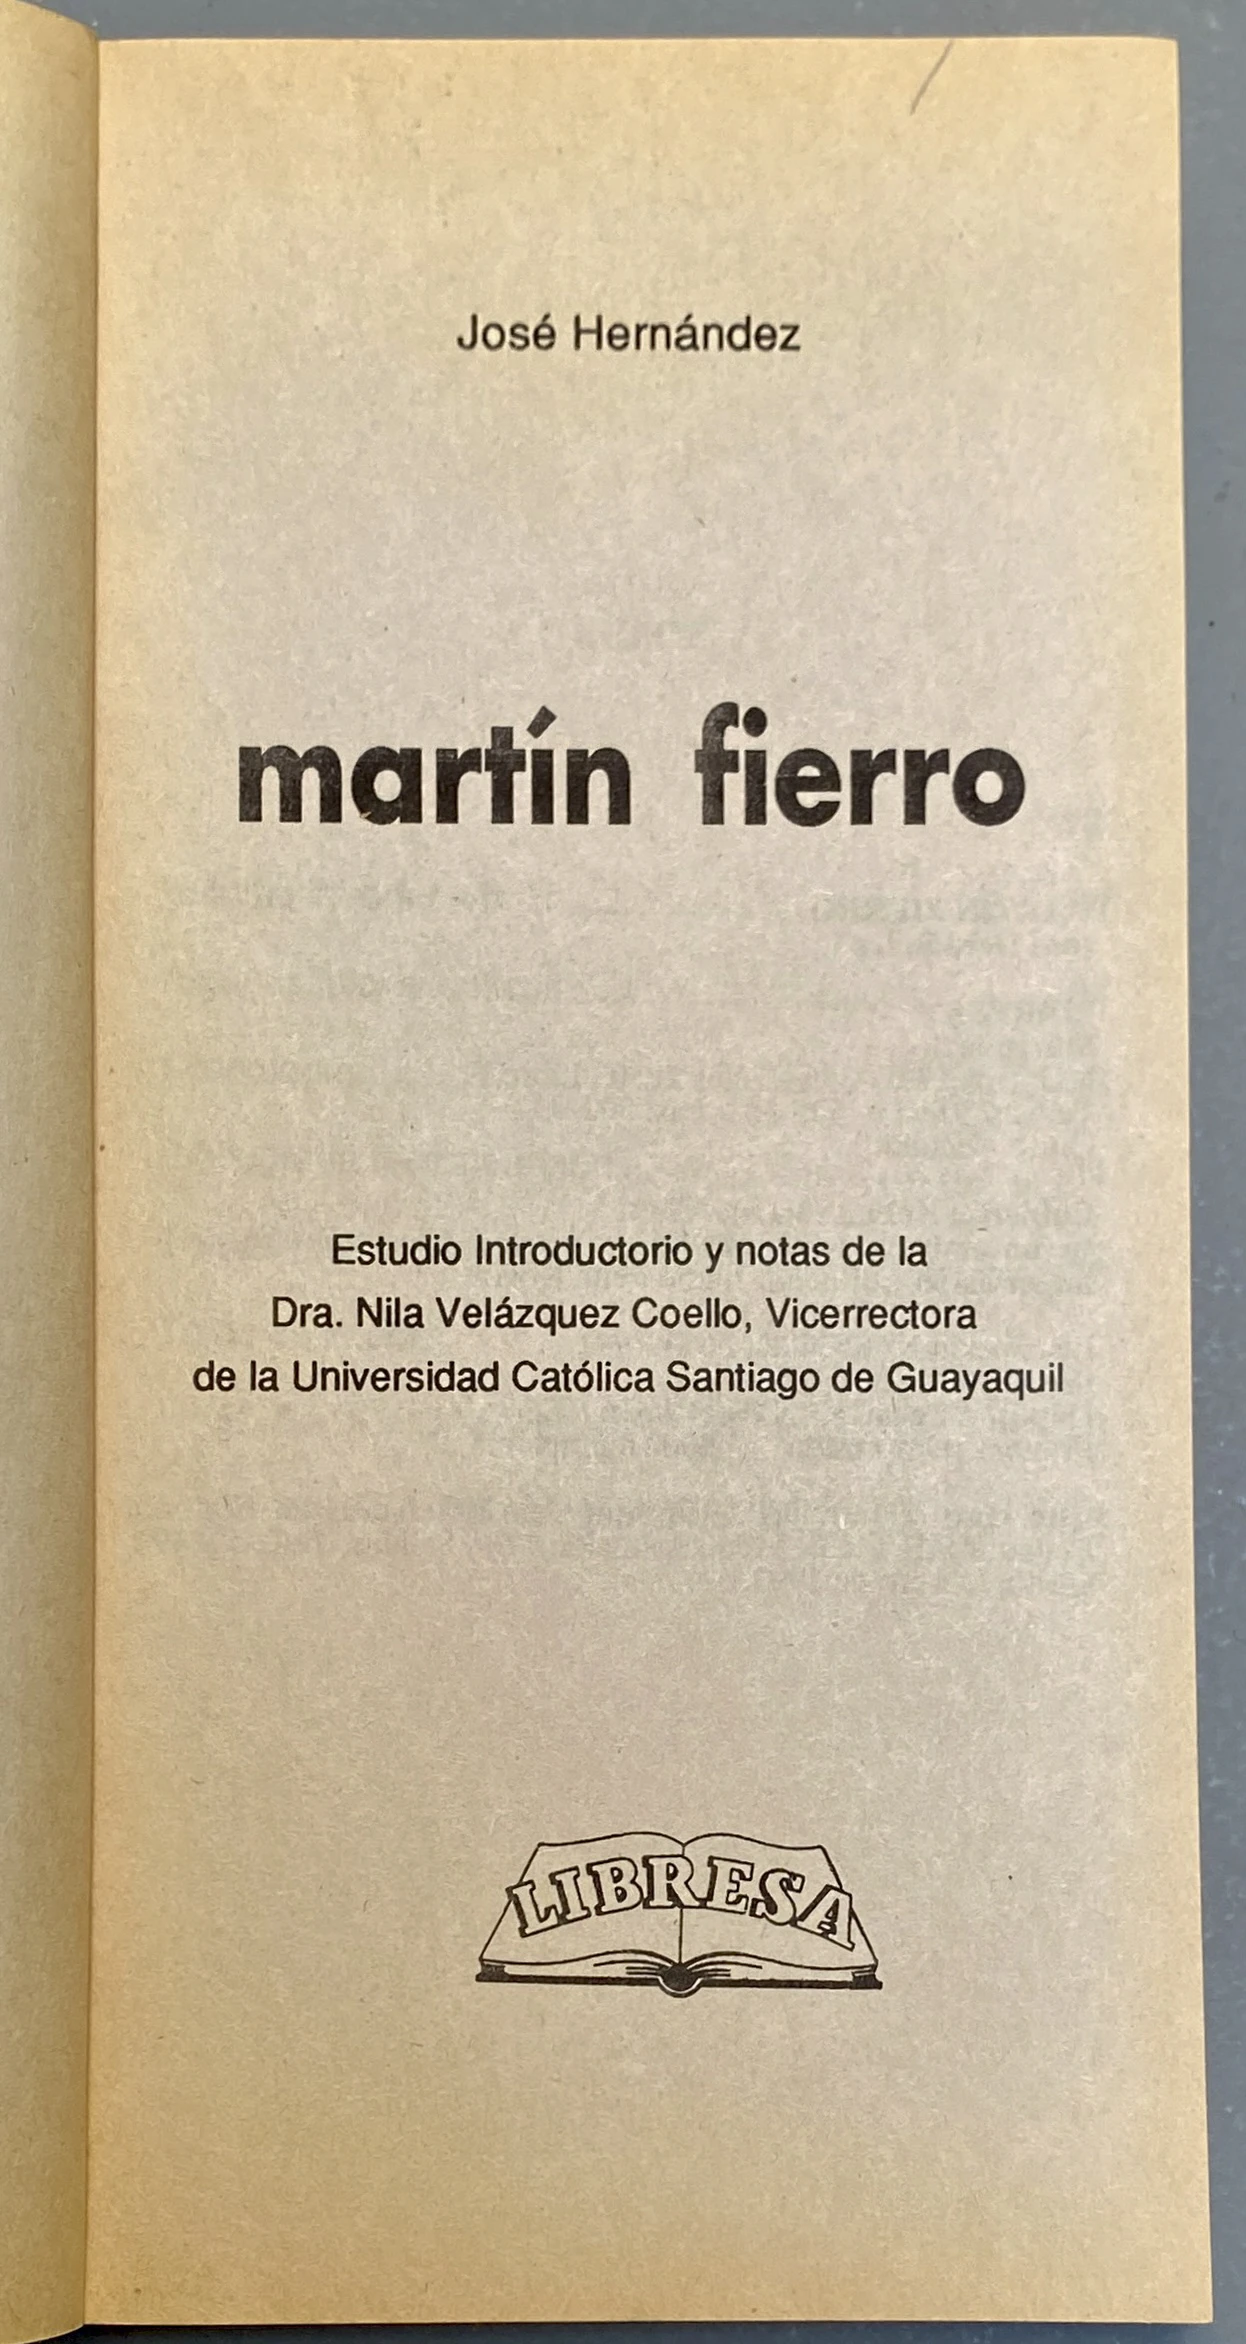 José Hernández
martín fierro
Estudio Introductorio y notas de la
Dra. Nila Velázquez Coello, Vicerrectora
de la Universidad Católica Santiago de Guayaquil
LIBRESA